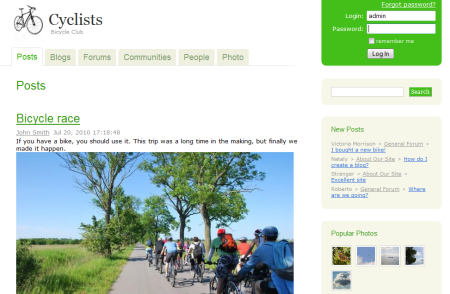 Cyclists
Bicycle Club
Forgot password?
Login: admin
Password:
remember me
Log In
Posts Blogs Forums Communities People Photo
Posts
Bicycle race
John Smith Jul 20, 2010 17:18:48
If you have a bike, you should use it. This trip was a long time in the making, but finally we
made it happen.
Search
New Posts
Victoria Morrison » General Forum »
I bought a new bike!
Nataly » About Our Site » How do I
create a blog?
Stranger » About Our Site »
Excellent site
Roberto » General Forum » Where
are we going?
Popular Photos